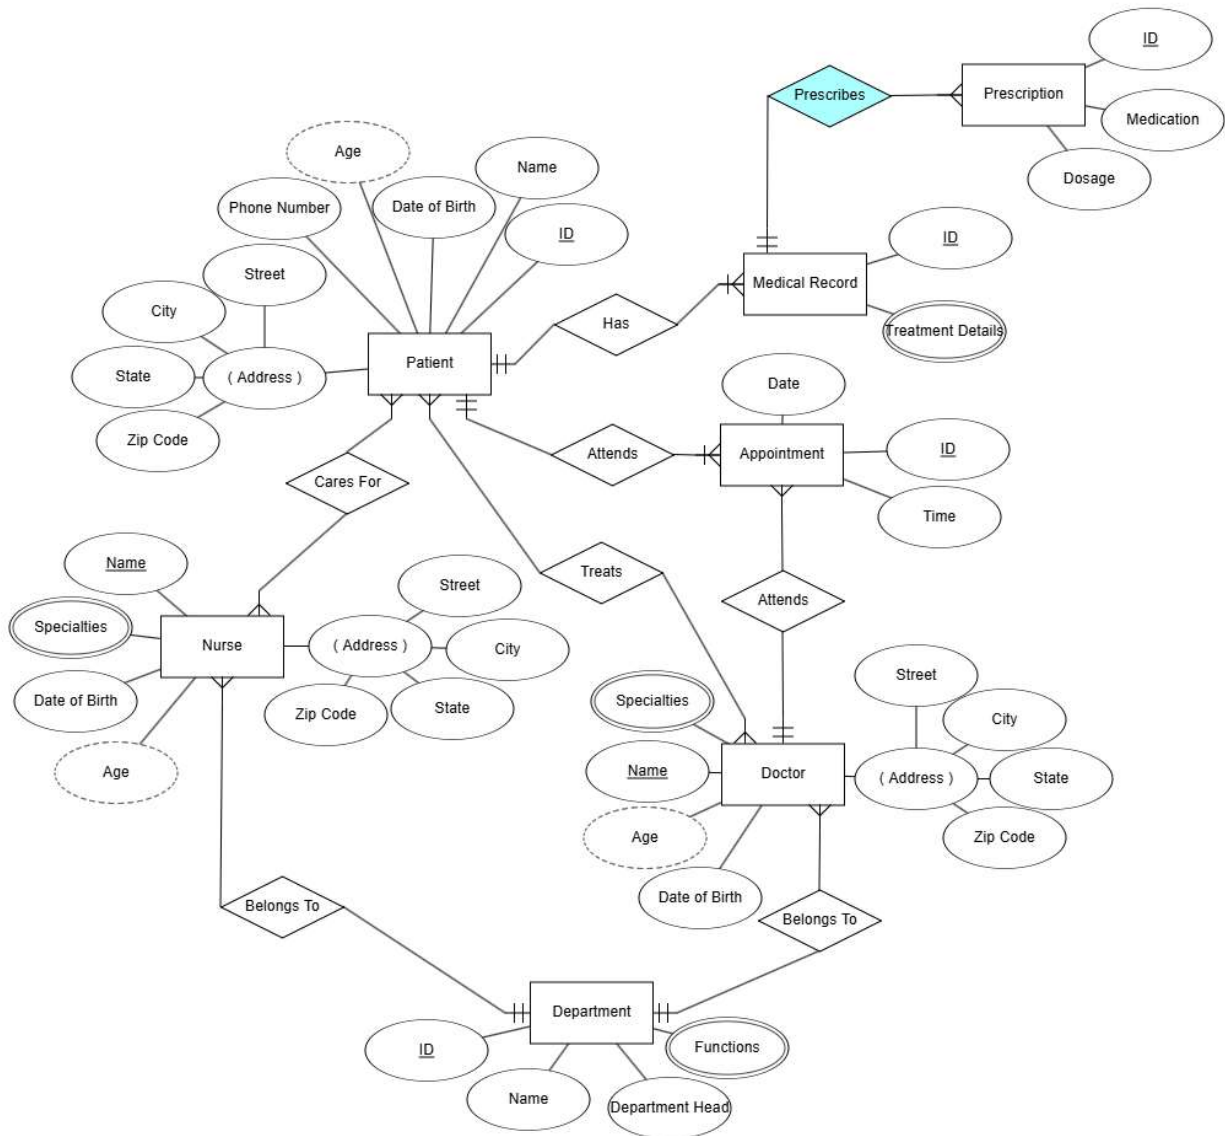 ID
Prescribes
Prescription
Medication
Dosage
Age
Name
Phone Number
Date of Birth
ID
ID
Street
City
Medical Record
Has
Treatment Details
Patient
State
( Address )
Date
Zip Code
Attends
Appointment
ID
Cares For
Time
Name
Treats
Street
Attends
Specialties
Nurse
( Address )
City
Street
Date of Birth
Zip Code
State
Specialties
City
Age
Name
Doctor
( Address )
State
Age
Zip Code
Date of Birth
Belongs To
Belongs To
Department
ID
Functions
Name
Department Head